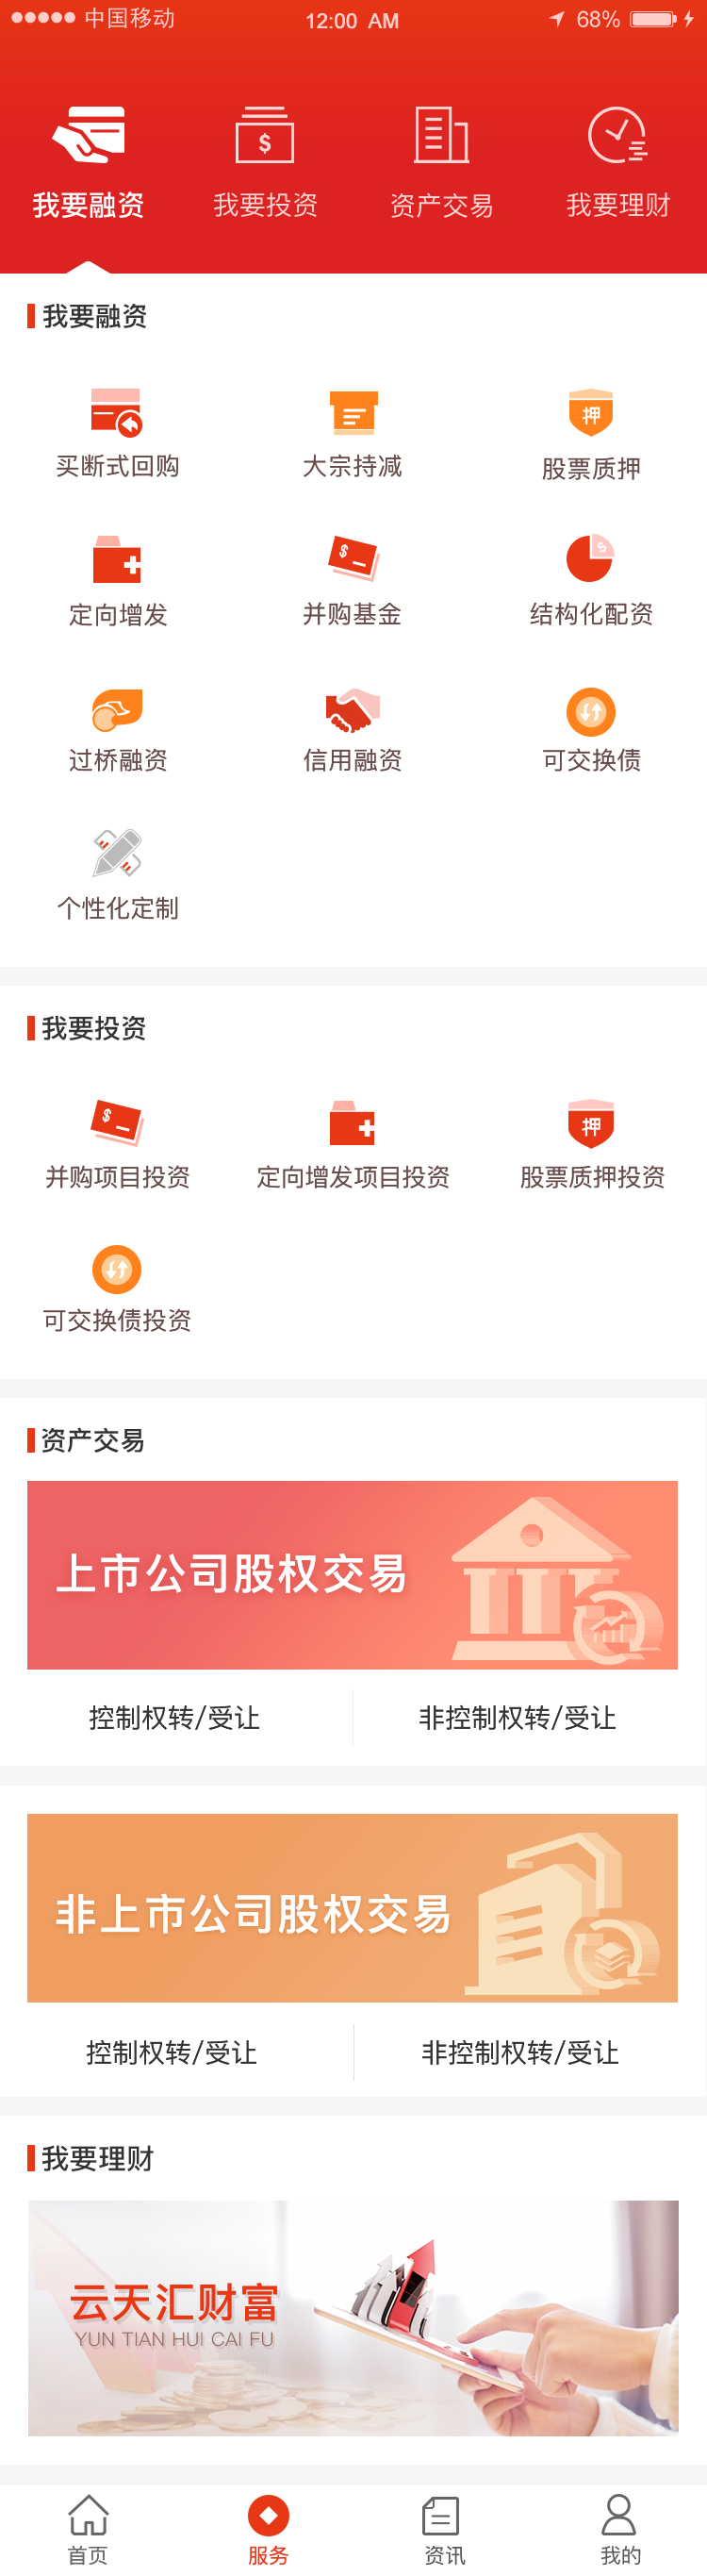 中国移动 12:00 AM 68%
我要融资 我要投资 资产交易 我要理财
我要融资
买断式回购 大宗持减 股票质押
定向增发 并购基金 结构化配资
过桥融资 信用融资 可交换债
个性化定制
我要投资
并购项目投资 定向增发项目投资 股票质押投资
可交换债投资
资产交易
上市公司股权交易
控制权转/受让 非控制权转/受让
非上市公司股权交易
控制权转/受让 非控制权转/受让
我要理财
云天汇财富
YUN TIAN HUI CAI FU
首页 服务 资讯 我的